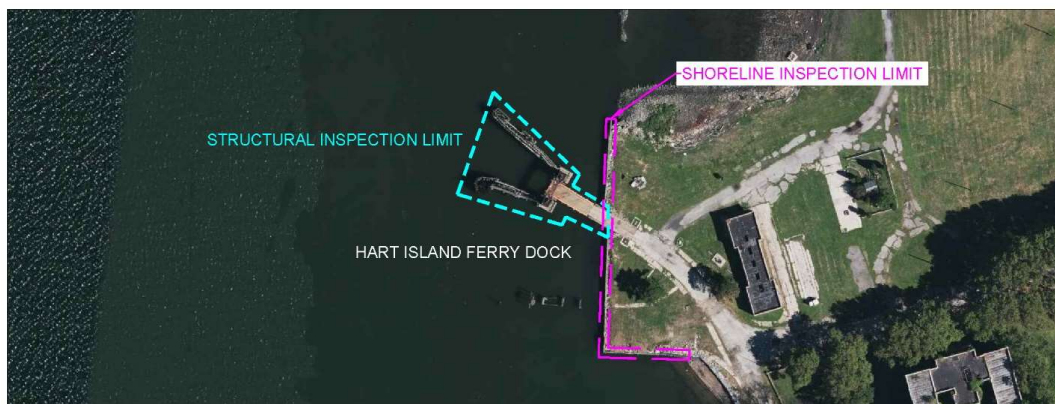 SHORELINE INSPECTION LIMIT
STRUCTURAL INSPECTION LIMIT
HART ISLAND FERRY DOCK